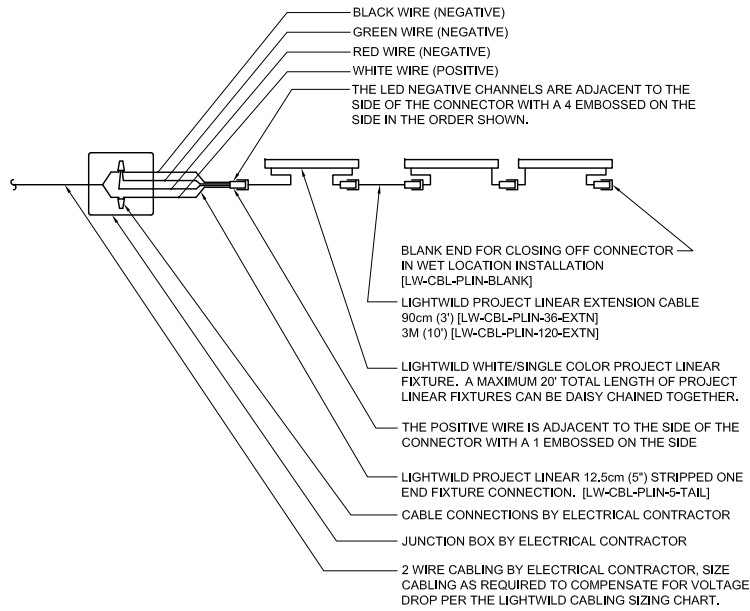 BLACK WIRE (NEGATIVE)
GREEN WIRE (NEGATIVE)
RED WIRE (NEGATIVE)
WHITE WIRE (POSITIVE)
THE LED NEGATIVE CHANNELS ARE ADJACENT TO THE
SIDE OF THE CONNECTOR WITH A 4 EMBOSSED ON THE
SIDE IN THE ORDER SHOWN.
BLANK END FOR CLOSING OFF CONNECTOR
IN WET LOCATION INSTALLATION
[LW-CBL-PLIN-BLANK]
LIGHTWILD PROJECT LINEAR EXTENSION CABLE
90cm (3') [LW-CBL-PLIN-36-EXTN]
3M (10') [LW-CBL-PLIN-120-EXTN]
LIGHTWILD WHITE/SINGLE COLOR PROJECT LINEAR
FIXTURE. A MAXIMUM 20' TOTAL LENGTH OF PROJECT
LINEAR FIXTURES CAN BE DAISY CHAINED TOGETHER.
THE POSITIVE WIRE IS ADJACENT TO THE SIDE OF THE
CONNECTOR WITH A 1 EMBOSSED ON THE SIDE
LIGHTWILD PROJECT LINEAR 12.5cm (5") STRIPPED ONE
END FIXTURE CONNECTION. [LW-CBL-PLIN-5-TAIL]
CABLE CONNECTIONS BY ELECTRICAL CONTRACTOR
JUNCTION BOX BY ELECTRICAL CONTRACTOR
2 WIRE CABLING BY ELECTRICAL CONTRACTOR, SIZE
CABLING AS REQUIRED TO COMPENSATE FOR VOLTAGE
DROP PER THE LIGHTWILD CABLING SIZING CHART.